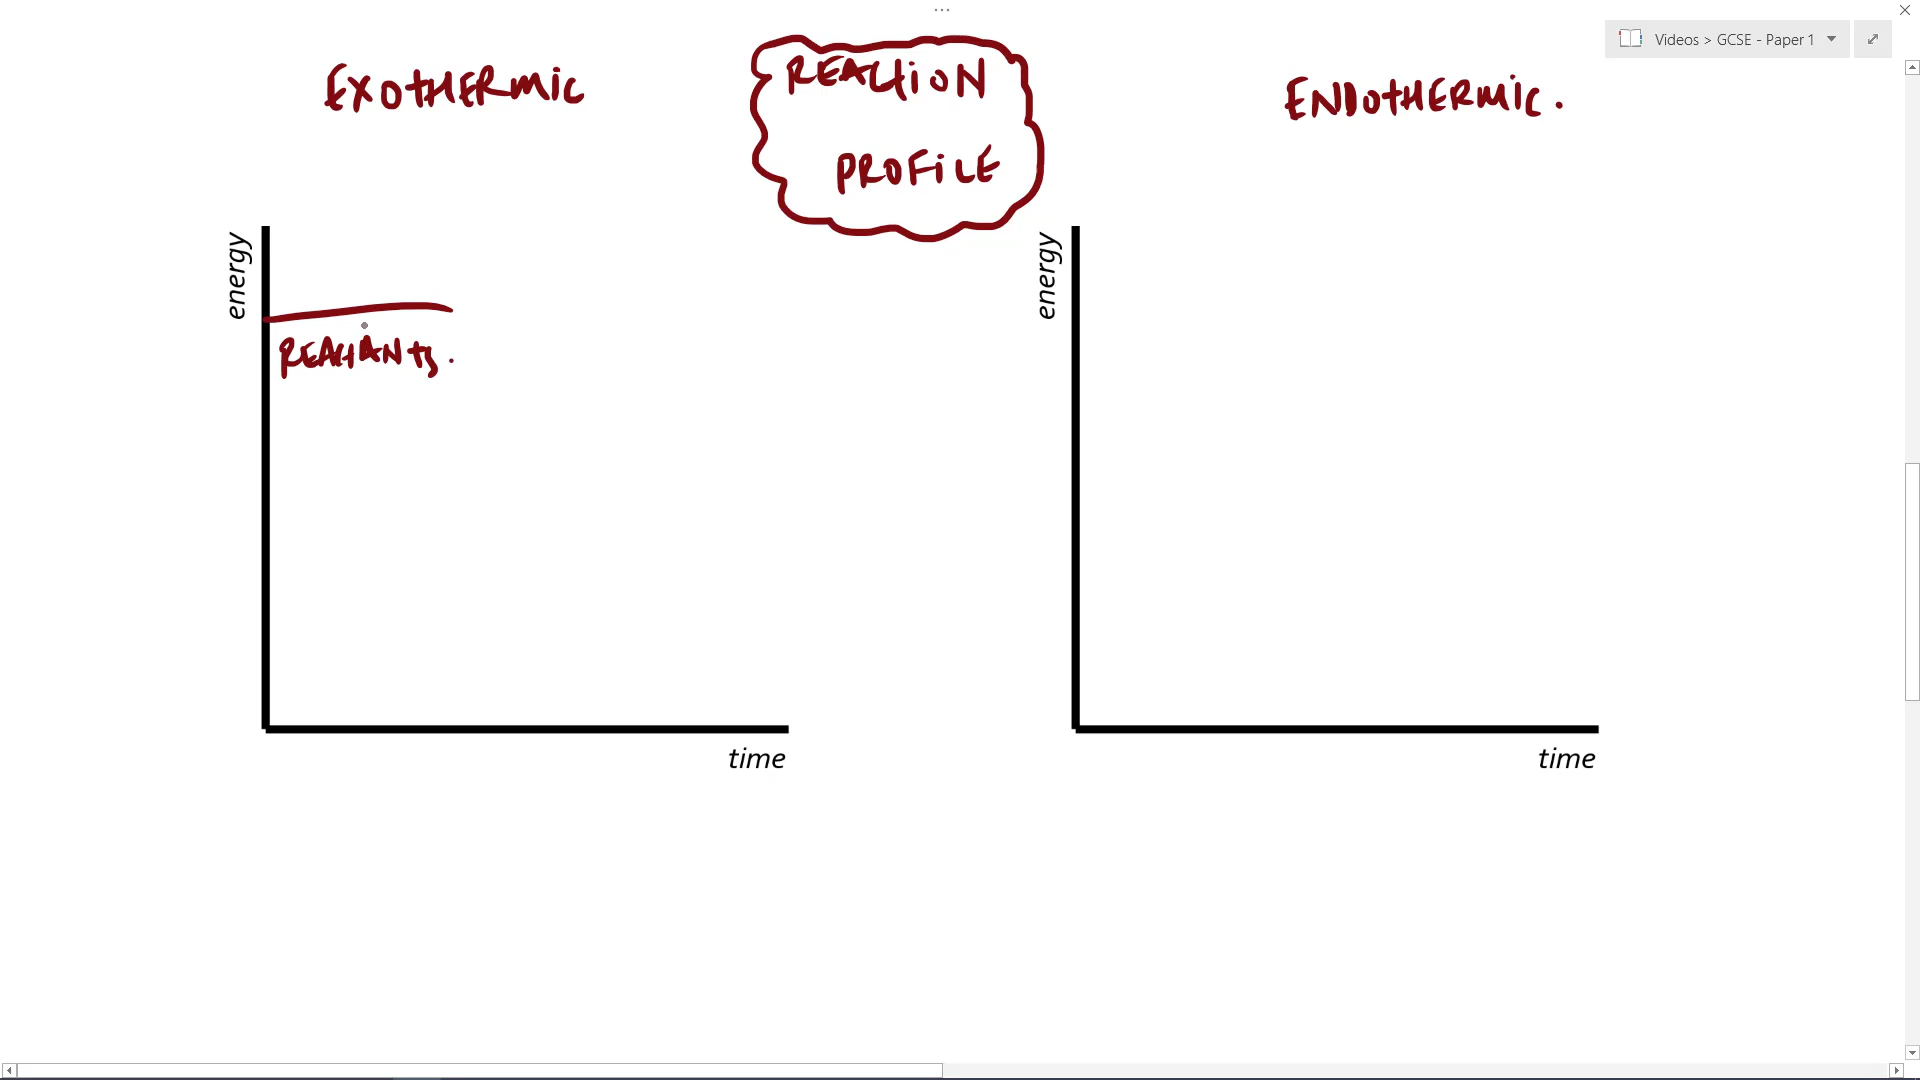 Videos > GCSE - Paper 1
EXOTHERMIC
REACTION
PROFILE
ENDOTHERMIC.
energy
REACTANTS.
time
energy
time